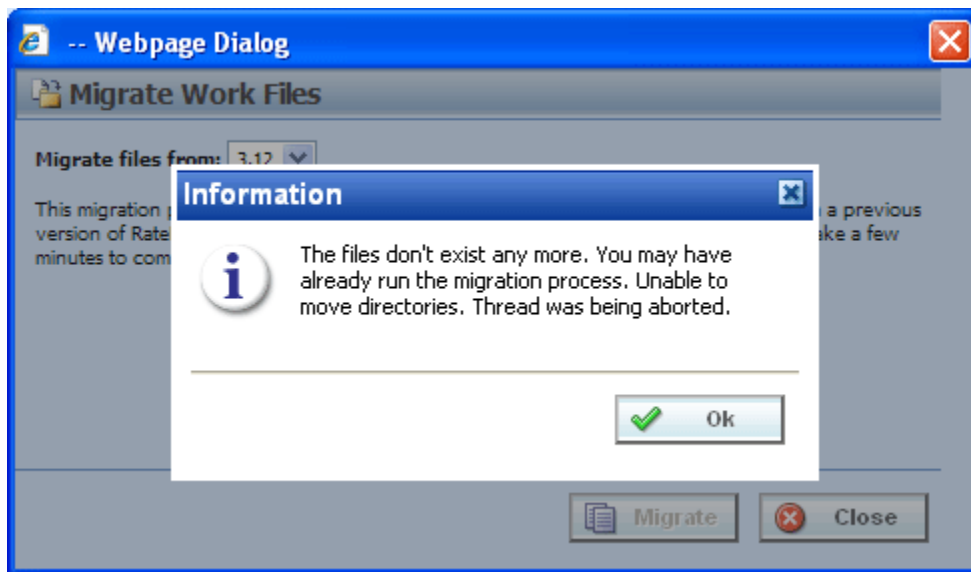 -- Webpage Dialog
Migrate Work Files
Migrate files from: 3.12
Information
This migration
a previous
version of Rate
ake a few
minutes to com
The files don't exist any more. You may have
already run the migration process. Unable to
move directories. Thread was being aborted.
Ok
Migrate
Close